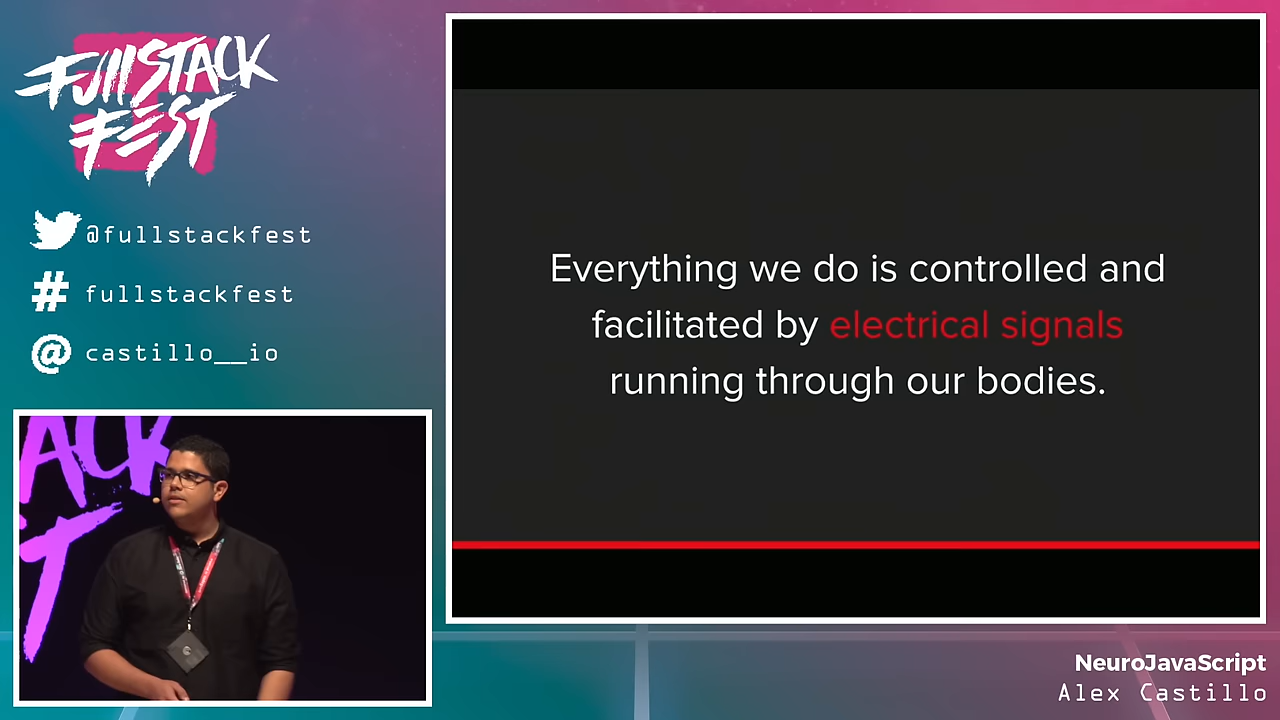 FullSTACK
FEST
@fullstackfest
# fullstackfest
@ castillo__io
Everything we do is controlled and
facilitated by electrical signals
running through our bodies.
ACK
T
NeuroJavaScript
Alex Castillo